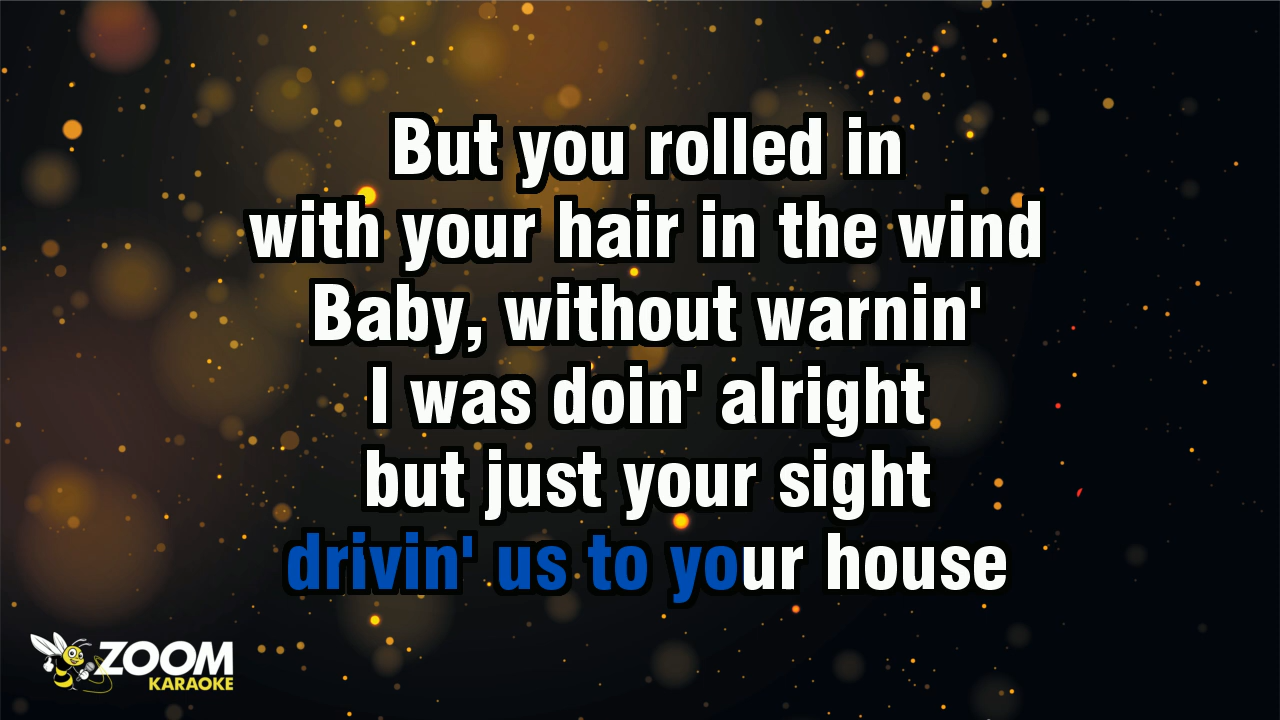 But you rolled in
with your hair in the wind
Baby, without warnin'
I was doin' alright
but just your sight
drivin' us to your house
ZOOM
KARAOKE